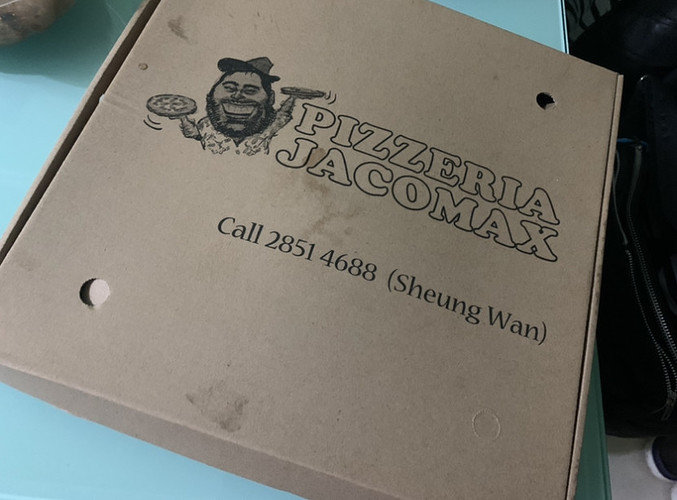 PIZZERIA
JACOMAX
Call 2851 4688 (Sheung Wan)